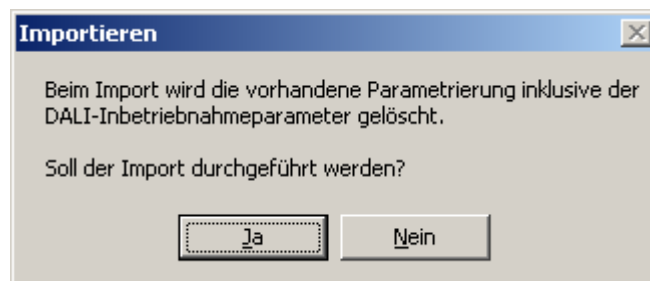 Importieren
Beim Import wird die vorhandene Parametrierung inklusive der
DALI-Inbetriebnahmeparameter gelöscht.
Soll der Import durchgeführt werden?
Ja
Nein